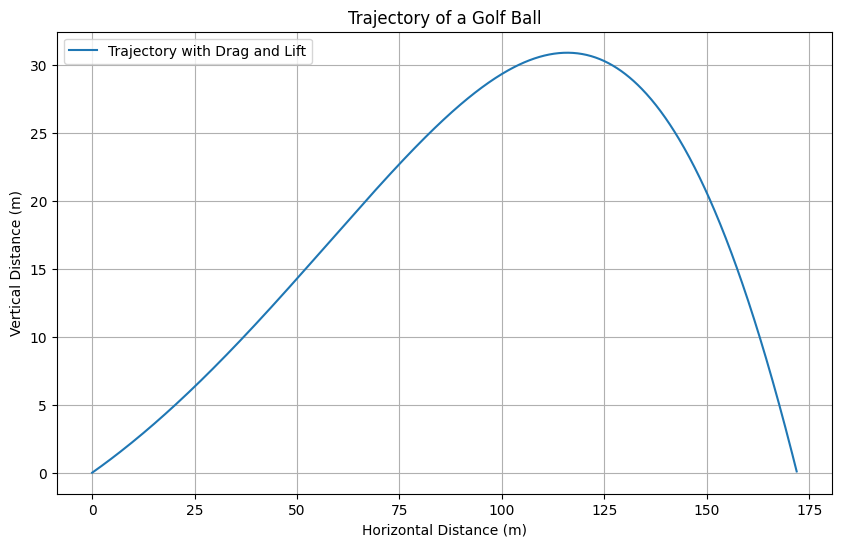 Trajectory of a Golf Ball
Trajectory with Drag and Lift
Vertical Distance (m)
30
25
20
15
10
5
0
0 25 50 75 100 125 150 175
Horizontal Distance (m)